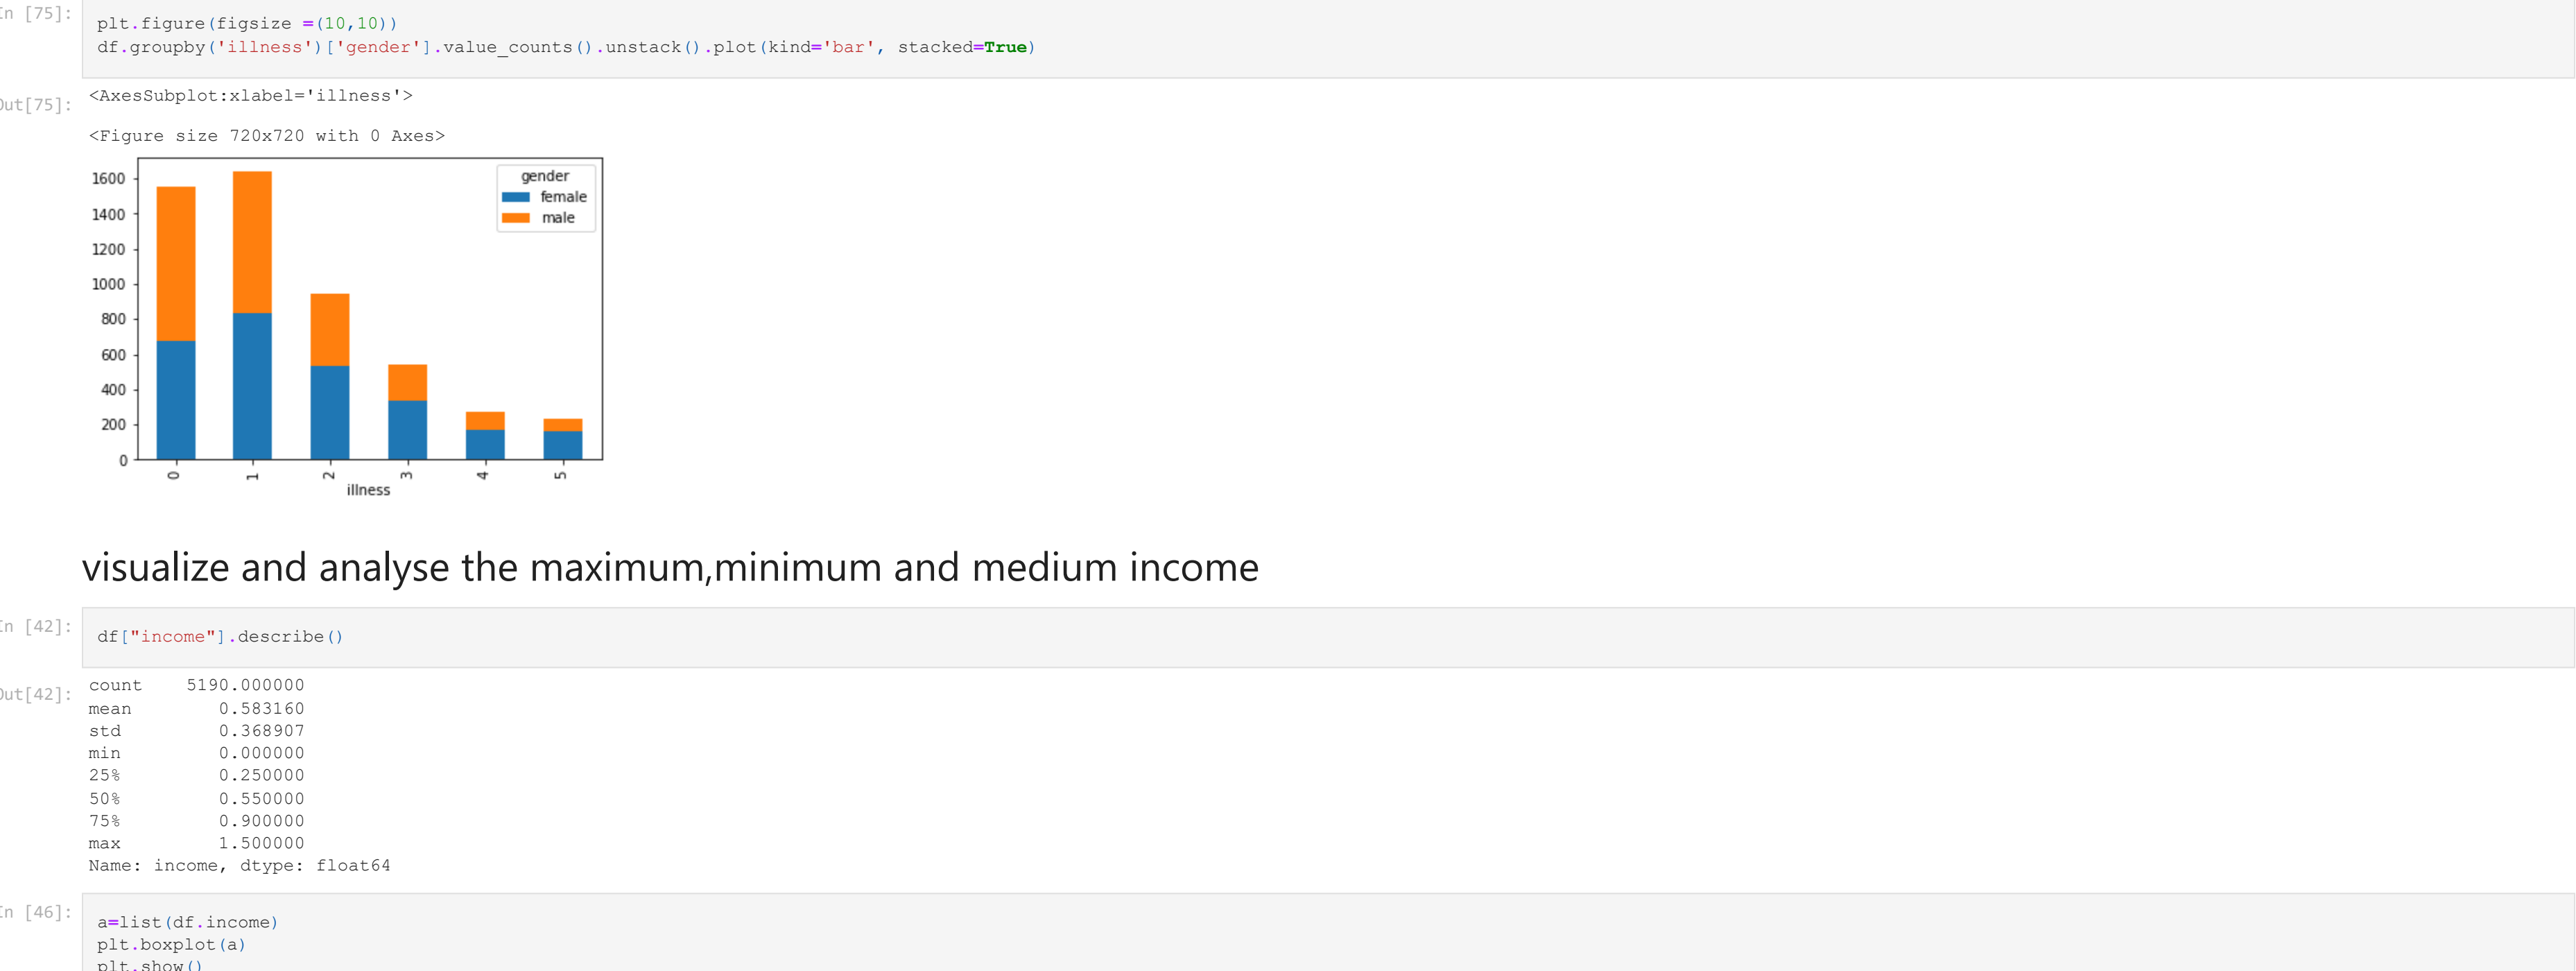 In [75]:
plt.figure(figsize =(10,10))
df.groupby('illness')['gender'].value_counts().unstack().plot(kind='bar', stacked=True)
Out[75]:
<AxesSubplot:xlabel='illness'>
<Figure size 720x720 with 0 Axes>
gender
female
male
1600
1400
1200
1000
800
600
400
200
0
0 1 2 3 4 5
illness
visualize and analyse the maximum,minimum and medium income
In [42]:
df["income"].describe()
Out[42]:
count 5190.000000
mean 0.583160
std 0.368907
min 0.000000
25% 0.250000
50% 0.550000
75% 0.900000
max 1.500000
Name: income, dtype: float64
In [46]:
a=list(df.income)
plt.boxplot(a)
plt.show()